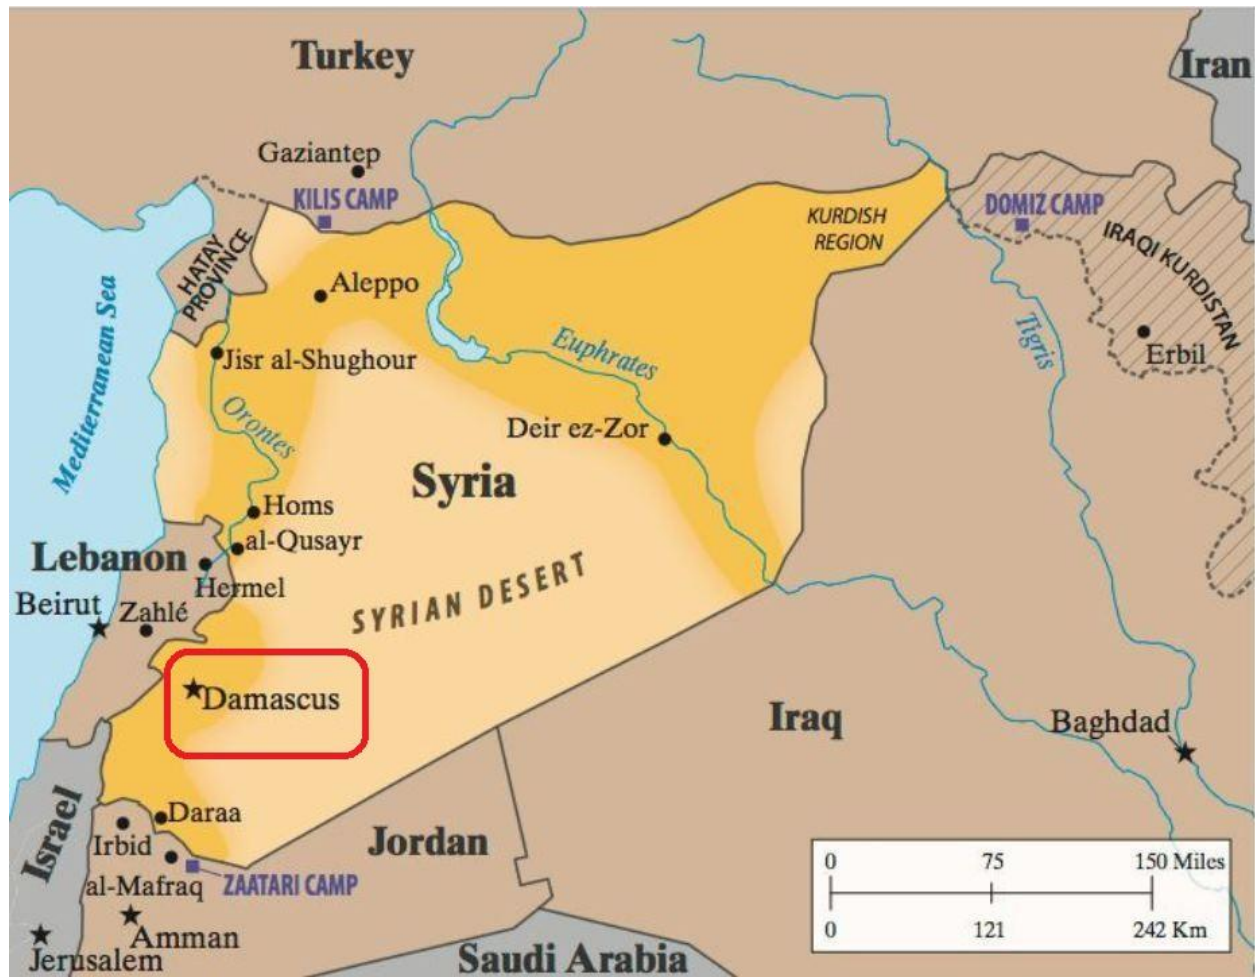 Turkey
Iran
Gaziantep
KILIS CAMP
KURDISH
REGION
DOMIZ CAMP
HATAY
PROVINCE
IRAQI KURDISTAN
Mediterranean Sea
Aleppo
Tigris
Euphrates
Erbil
Jisr al-Shughour
Orontes
Deir ez-Zor
Syria
Homs
al-Qusayr
Lebanon
Hermel
SYRIAN DESERT
Beirut
Zahlé
Damascus
Iraq
Baghdad
Israel
Daraa
Irbid
Jordan
al-Mafraq
ZAATARI CAMP
Amman
Jerusalem
Saudi Arabia
0 75 150 Miles
0 121 242 Km